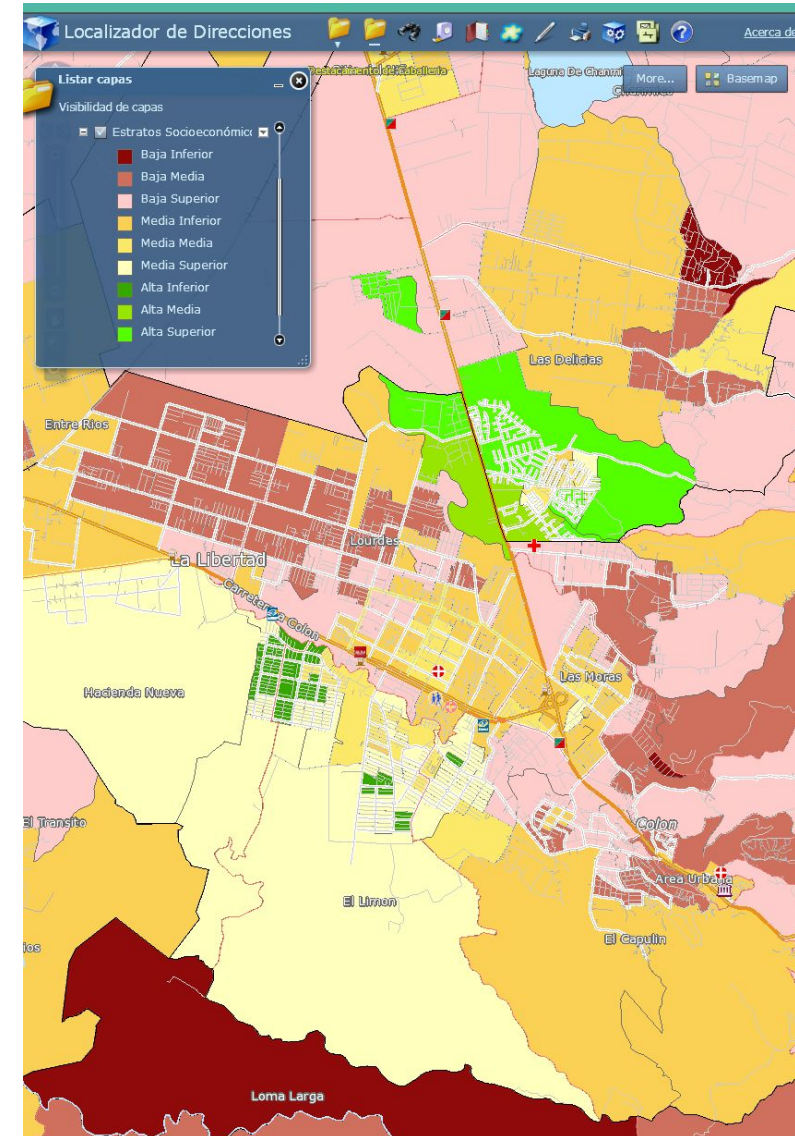 Localizador de Direcciones
Acerca de
Listar capas
Visibilidad de capas
Estratos Socioeconómicc
Baja Inferior
Baja Media
Baja Superior
Media Inferior
Media Media
Media Superior
Alta Inferior
Alta Media
Alta Superior
Laguna De Chanmi
More...
Basemap
Las Delicias
Entre Rios
Lourdes
La Libertad
Carretera a Colon
Las Moras
Hacienda Nueva
El Transito
Colon
Area Urbana
El Limon
El Capulin
ios
Loma Larga